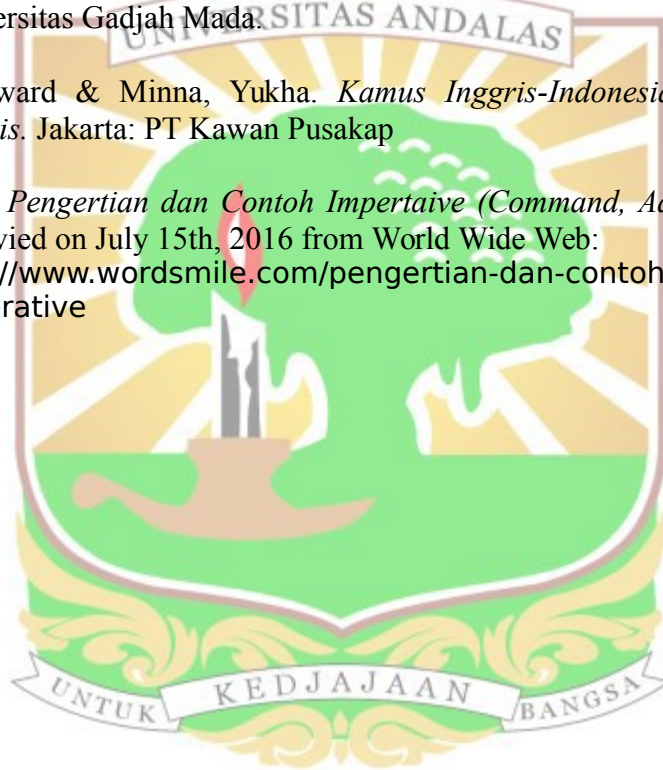 ersitas Gadjah Mada.
UNIVERSITAS ANDALAS
ward & Minna, Yukha. Kamus Inggris-Indonesia
is. Jakarta: PT Kawan Pusakap
Pengertian dan Contoh Impertaive (Command, Ad
vied on July 15th, 2016 from World Wide Web:
//www.wordsmile.com/pengertian-dan-contoh
erative
UNTUK KEDJAJAAN BANGSA